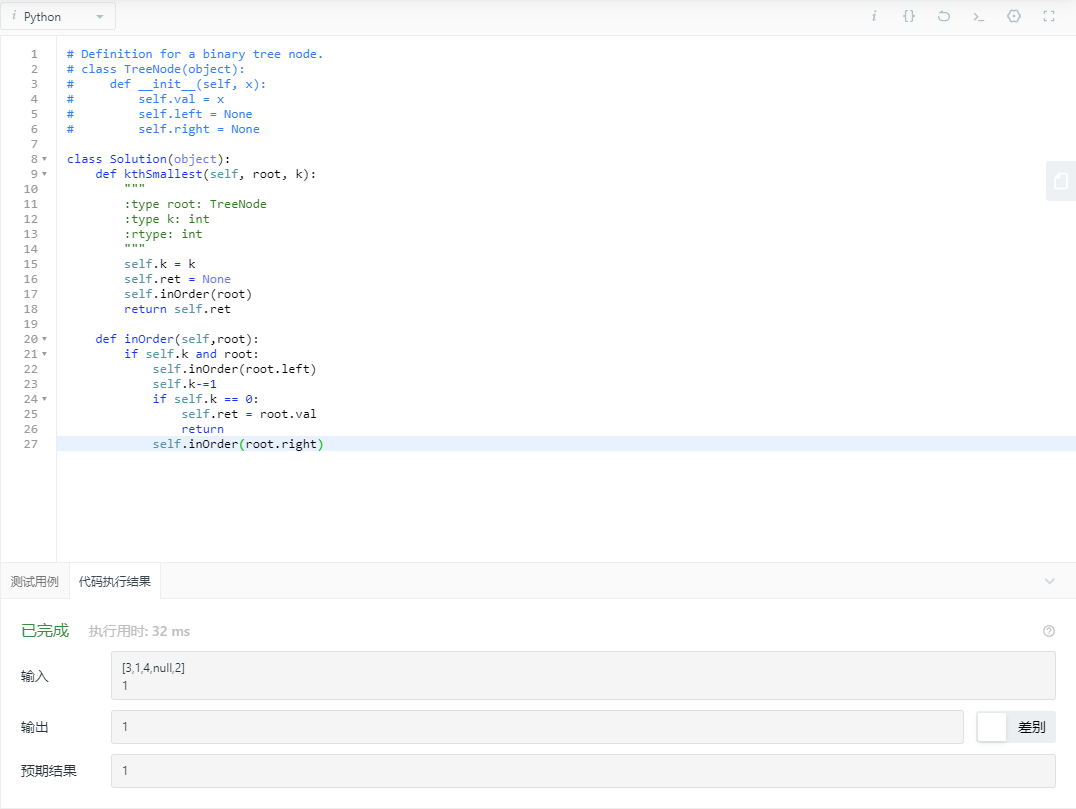 i Python
i {} >_
1 # Definition for a binary tree node.
2 # class TreeNode(object):
3 #     def __init__(self, x):
4 #         self.val = x
5 #         self.left = None
6 #         self.right = None
7
8 class Solution(object):
9     def kthSmallest(self, root, k):
10         """
11         :type root: TreeNode
12         :type k: int
13         :rtype: int
14         """
15         self.k = k
16         self.ret = None
17         self.inOrder(root)
18         return self.ret
19
20     def inOrder(self,root):
21         if self.k and root:
22             self.inOrder(root.left)
23             self.k-=1
24             if self.k == 0:
25                 self.ret = root.val
26                 return
27             self.inOrder(root.right)
测试用例 代码执行结果
已完成 执行用时: 32 ms
输入 [3,1,4,null,2]
1
输出 1 差别
预期结果 1